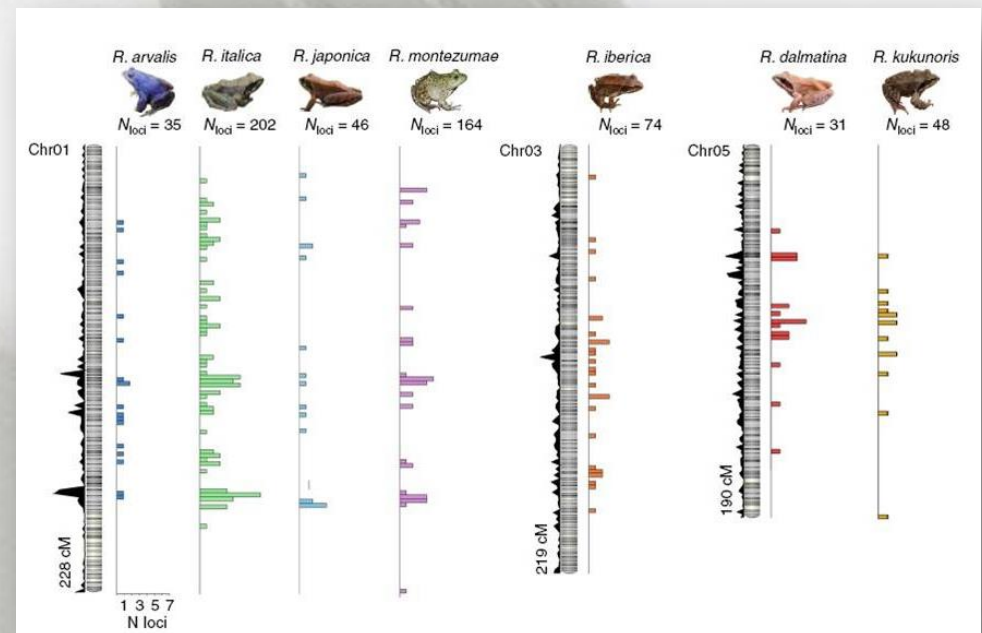 R. arvalis R. italica R. japonica R. montezumae R. iberica R. dalmatina R. kukunoris
Nloci = 35 Nloci = 202 Nloci = 46 Nloci = 164 Nloci = 74 Nloci = 31 Nloci = 48
Chr01 Chr03 Chr05
228 cM 219 cM 190 cM
1 3 5 7
N loci